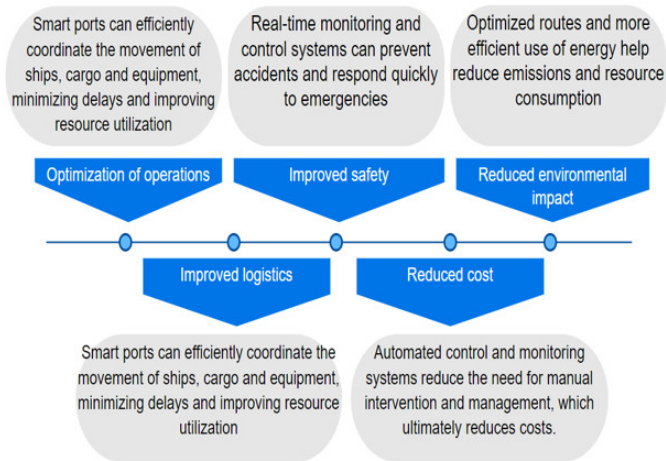 Smart ports can efficiently
coordinate the movement of
ships, cargo and equipment,
minimizing delays and improving
resource utilization
Real-time monitoring and
control systems can prevent
accidents and respond quickly
to emergencies
Optimized routes and more
efficient use of energy help
reduce emissions and resource
consumption
Optimization of operations
Improved safety
Reduced environmental
impact
Improved logistics
Reduced cost
Smart ports can efficiently coordinate the
movement of ships, cargo and equipment,
minimizing delays and improving resource
utilization
Automated control and monitoring
systems reduce the need for manual
intervention and management, which
ultimately reduces costs.